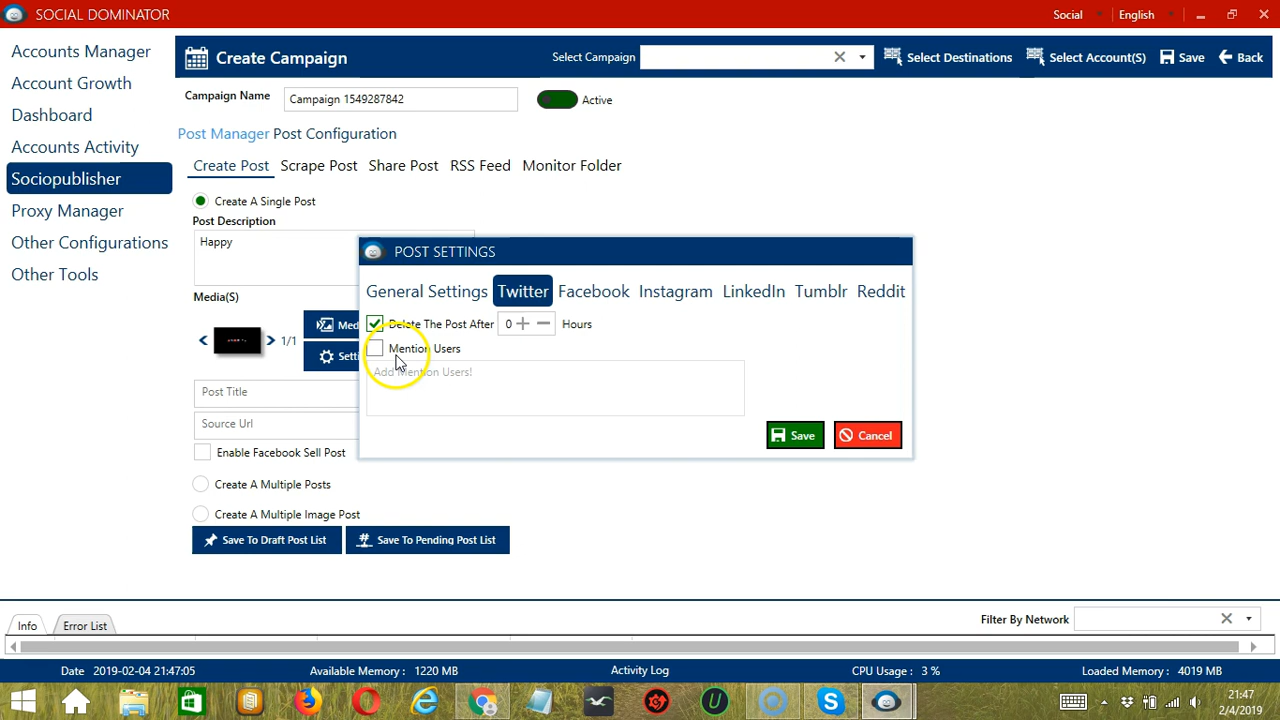 SOCIAL DOMINATOR
Social
English
Accounts Manager
Account Growth
Dashboard
Accounts Activity
Sociopublisher
Proxy Manager
Other Configurations
Other Tools
Create Campaign
Select Campaign
Select Destinations
Select Account(S)
Save
Back
Campaign Name
Campaign 1549287842
Active
Post Manager Post Configuration
Create Post
Scrape Post
Share Post
RSS Feed
Monitor Folder
Create A Single Post
Post Description
Happy
Media(S)
1/1
Post Title
Source Url
Enable Facebook Sell Post
Create A Multiple Posts
Create A Multiple Image Post
Save To Draft Post List
Save To Pending Post List
POST SETTINGS
General Settings
Twitter
Facebook
Instagram
LinkedIn
Tumblr
Reddit
Delete The Post After
0
Hours
Mention Users
Add Mention Users!
Save
Cancel
Info
Error List
Filter By Network
Date 2019-02-04 21:47:05
Available Memory : 1220 MB
Activity Log
CPU Usage : 3 %
Loaded Memory : 4019 MB
21:47
2/4/2019